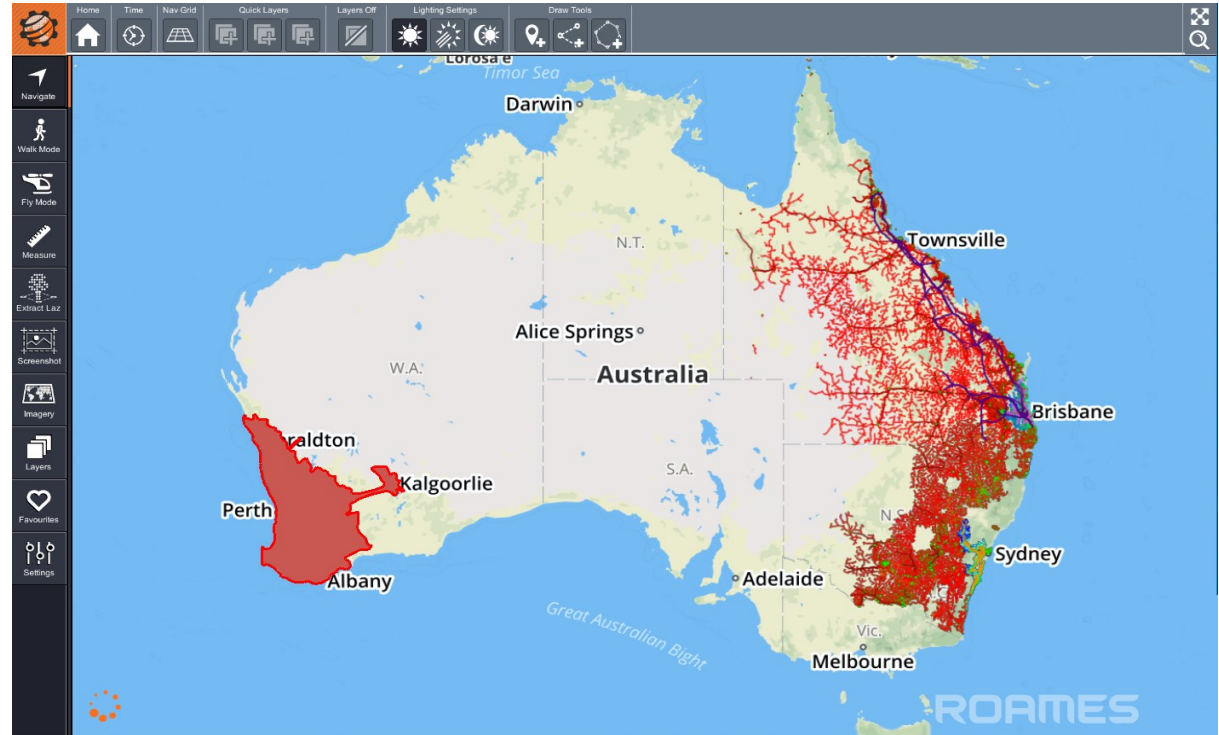 Home
Time
Nav Grid
Quick Layers
Layers Off
Lighting Settings
Draw Tools
Navigate
Walk Mode
Fly Mode
Measure
Extract Laz
Screenshot
Imagery
Layers
Favourites
Settings
Lorosa'e
Timor Sea
Darwin
Townsville
N.T.
Alice Springs
W.A.
Australia
Brisbane
raldton
S.A.
Kalgoorlie
Perth
N.S
Sydney
Albany
Adelaide
Great Australian Bight
Vic.
Melbourne
ROAMES